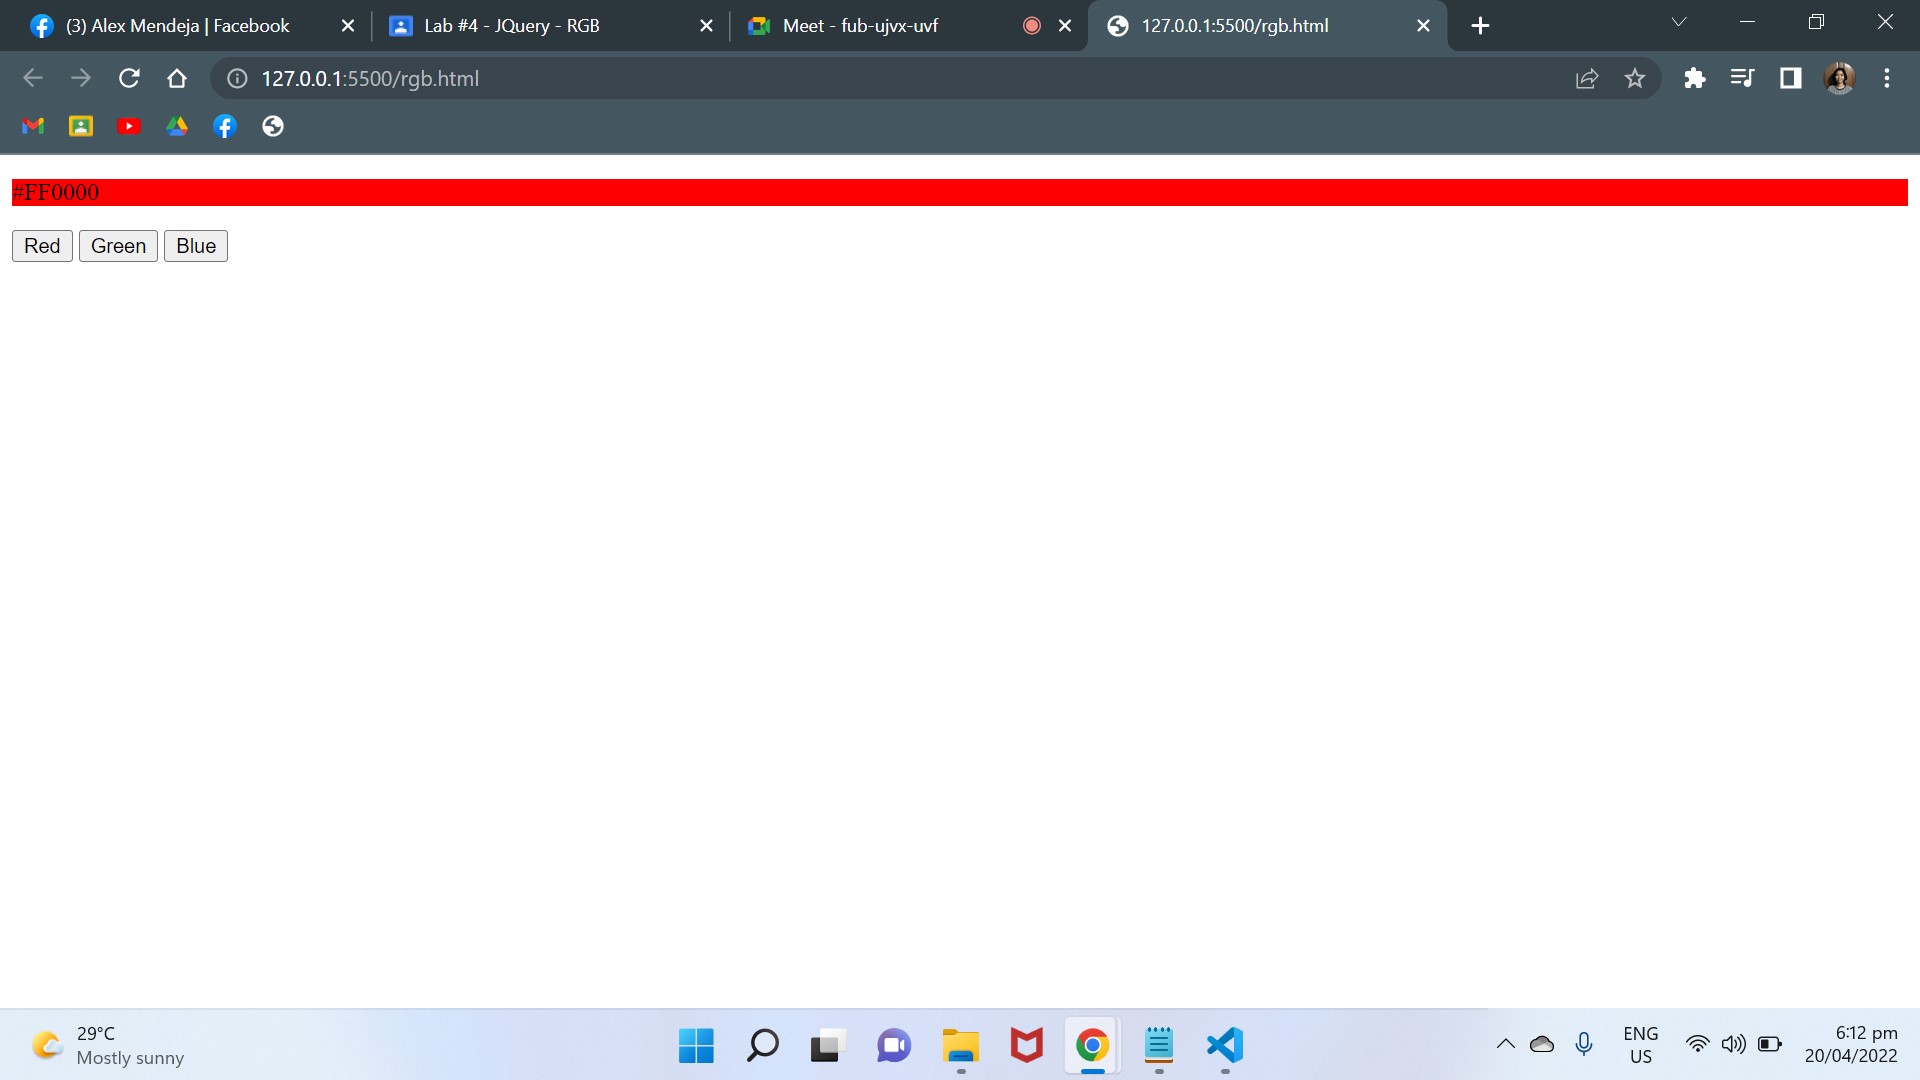 (3) Alex Mendeja | Facebook
Lab #4 - JQuery - RGB
Meet - fub-ujvx-uvf
127.0.0.1:5500/rgb.html
127.0.0.1:5500/rgb.html
#FF0000
Red Green Blue
29°C
Mostly sunny
ENG
US
6:12 pm
20/04/2022